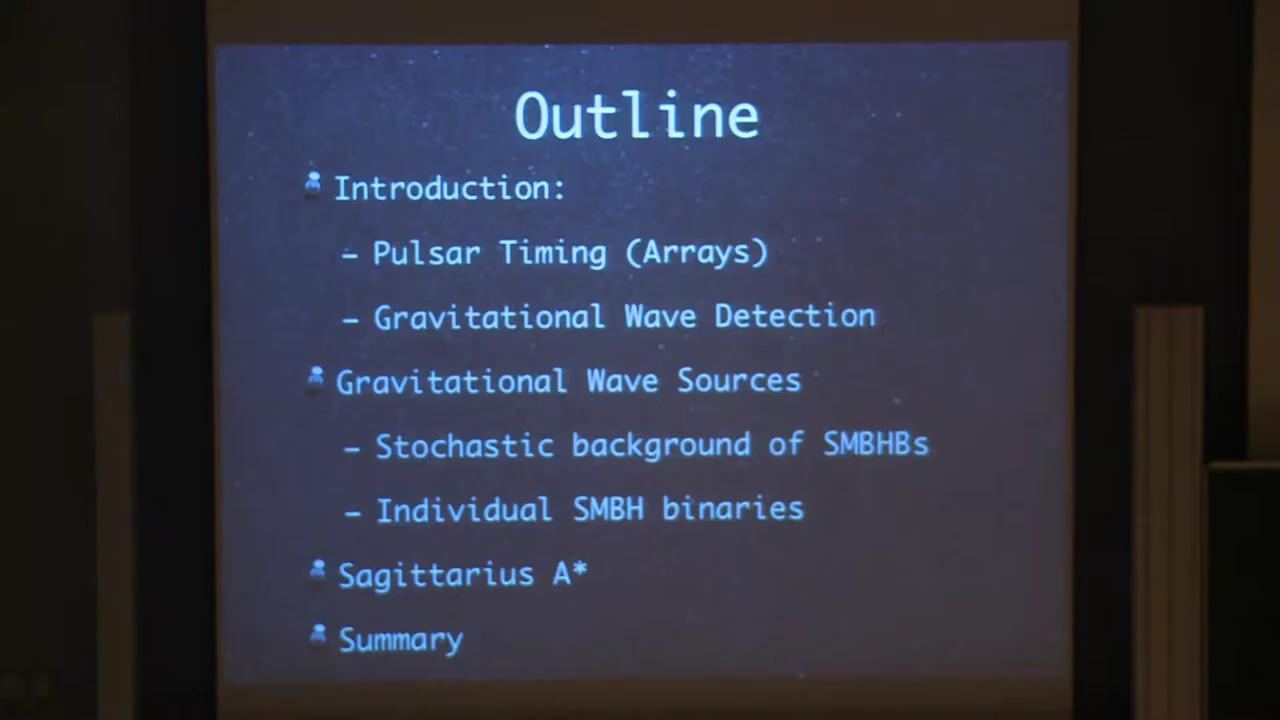 Outline
Introduction:
– Pulsar Timing (Arrays)
– Gravitational Wave Detection
Gravitational Wave Sources
– Stochastic background of SMBHBs
– Individual SMBH binaries
Sagittarius A*
Summary